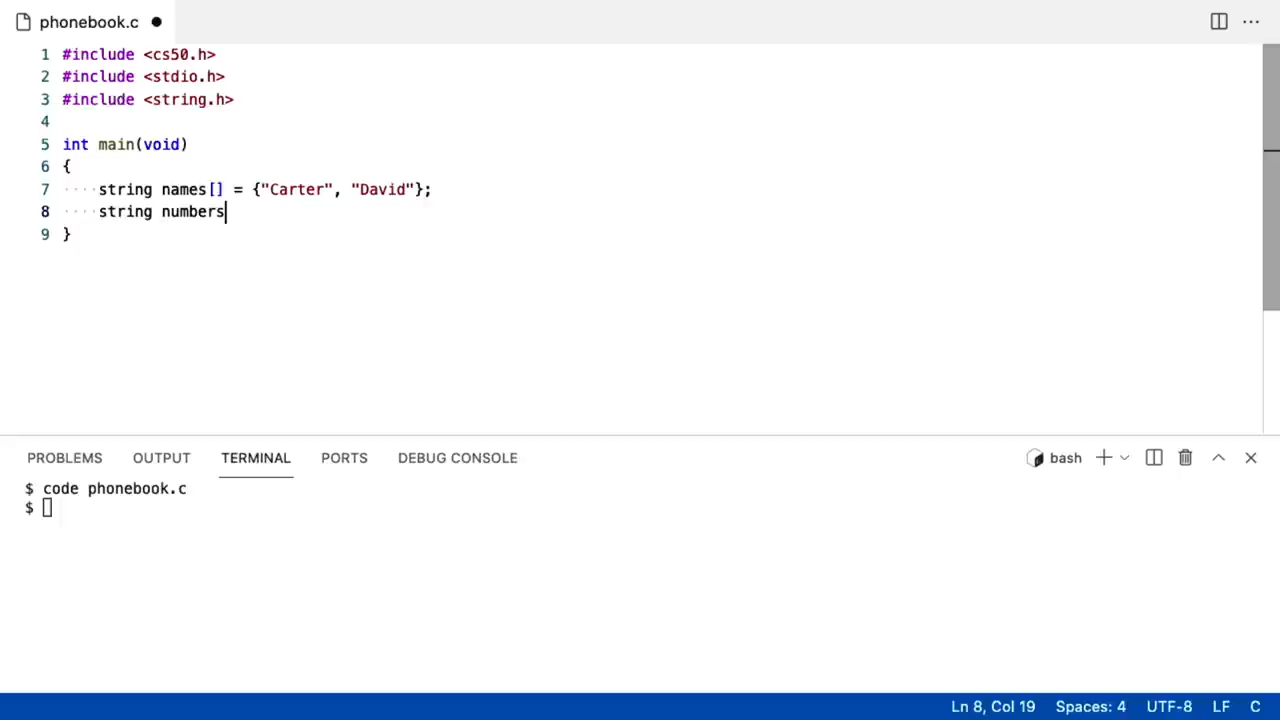 phonebook.c
1 #include <cs50.h>
2 #include <stdio.h>
3 #include <string.h>
4
5 int main(void)
6 {
7 ····string names[] = {"Carter", "David"};
8 ····string numbers
9 }
PROBLEMS OUTPUT TERMINAL PORTS DEBUG CONSOLE bash
$ code phonebook.c
$
Ln 8, Col 19 Spaces: 4 UTF-8 LF C